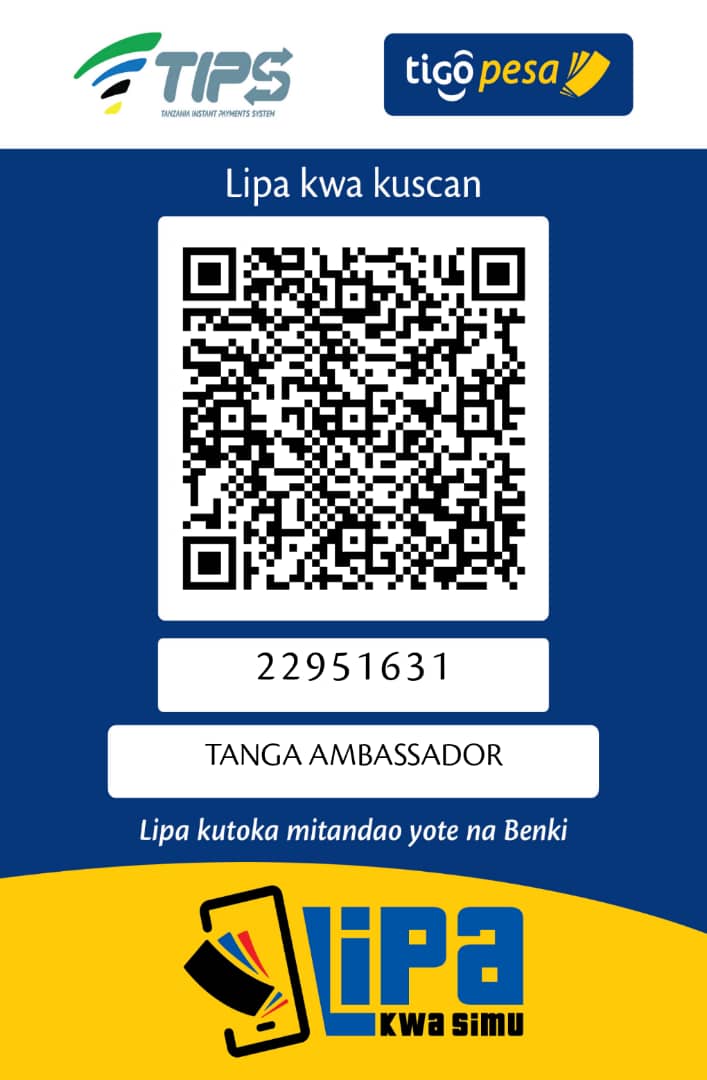 TIPS
TANZANIA INSTANT PAYMENTS SYSTEM
tigo pesa
Lipa kwa kuscan
22951631
TANGA AMBASSADOR
Lipa kutoka mitandao yote na Benki
Lipa
KWA SIMU